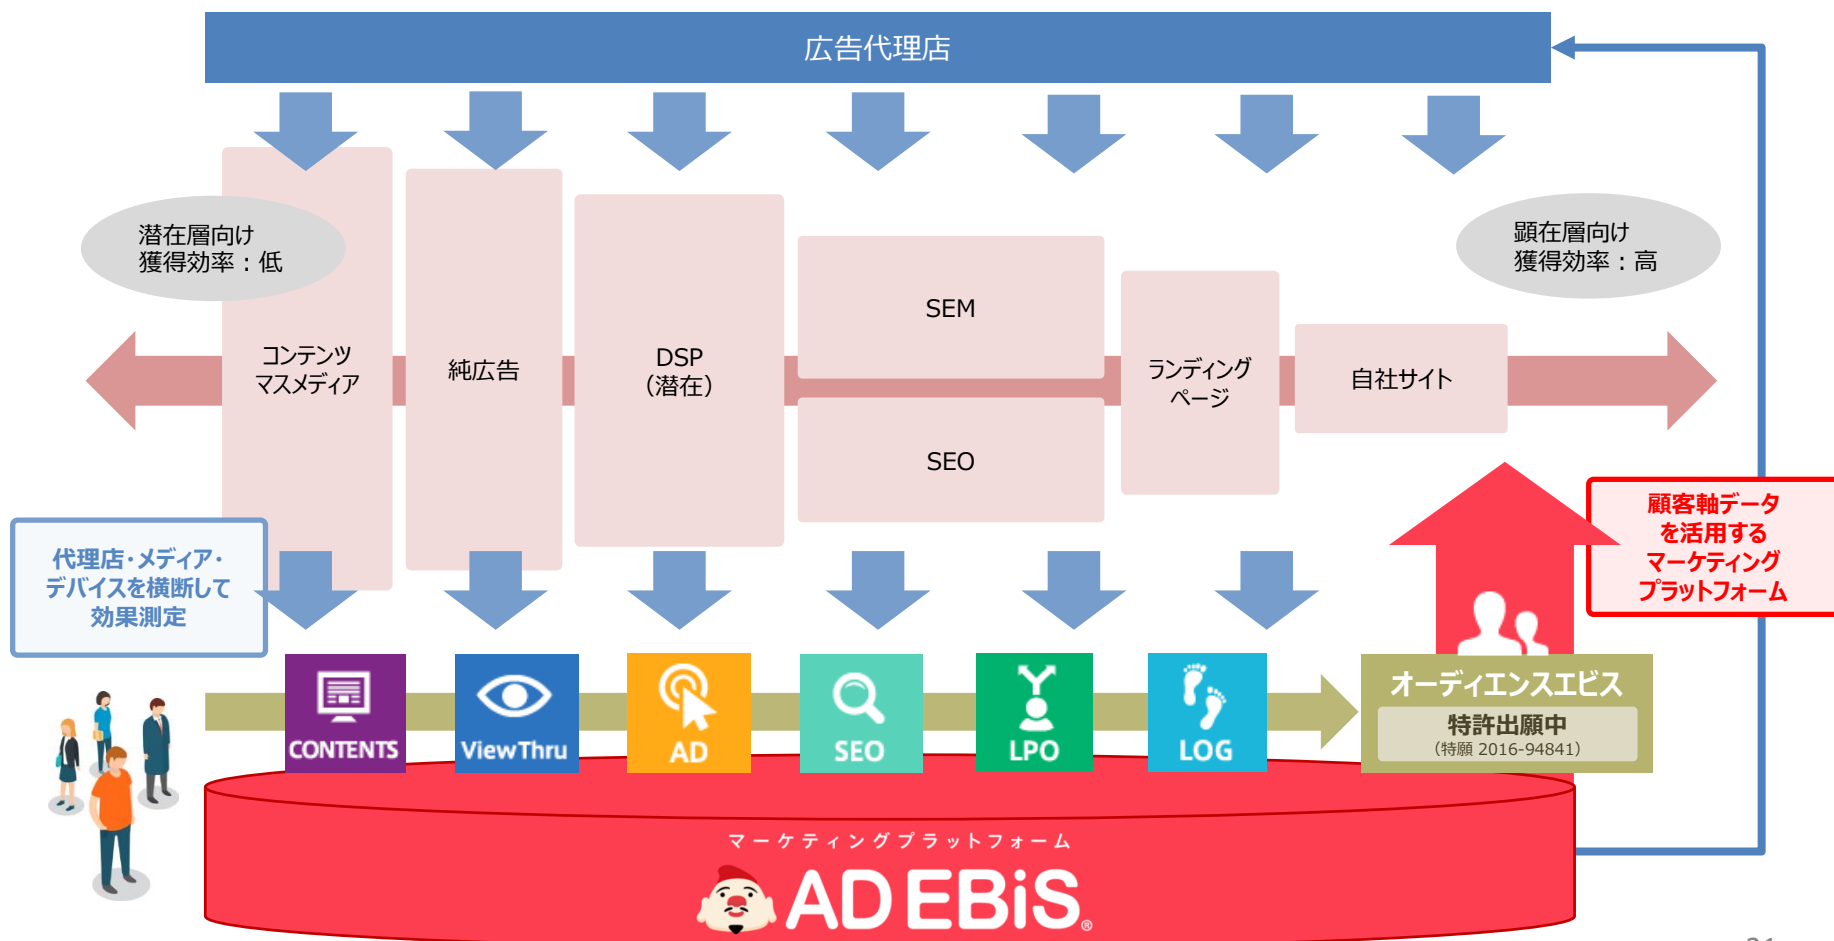 広告代理店
潜在層向け
獲得効率：低
顕在層向け
獲得効率：高
コンテンツ
マスメディア
純広告
DSP
（潜在）
SEM
SEO
ランディング
ページ
自社サイト
代理店・メディア・
デバイスを横断して
効果測定
顧客軸データ
を活用する
マーケティング
プラットフォーム
CONTENTS
ViewThru
AD
SEO
LPO
LOG
オーディエンスエビス
特許出願中
（特願 2016-94841）
マーケティングプラットフォーム
AD EBiS®